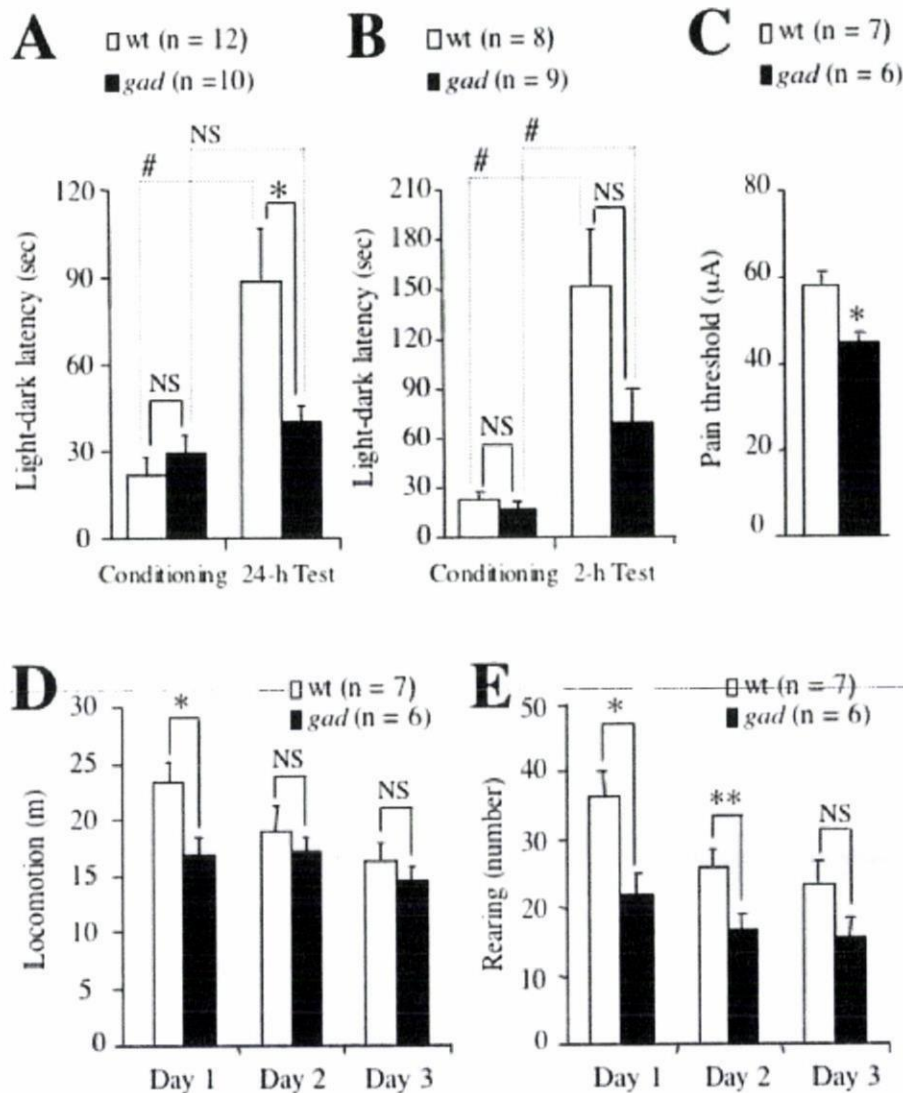 A
wt (n = 12)
gad (n =10)
NS
#
*
NS
120
90
60
30
0
Light-dark latency (sec)
Conditioning 24-h Test
B
wt (n = 8)
gad (n = 9)
#
#
NS
NS
210
180
150
120
90
60
30
0
Light-dark latency (sec)
Conditioning 2-h Test
C
wt (n = 7)
gad (n = 6)
80
60
40
20
0
*
Pain threshold (μA)
D
wt (n = 7)
gad (n = 6)
*
NS
NS
30
25
20
15
10
5
0
Locomotion (m)
Day 1 Day 2 Day 3
E
wt (n = 7)
gad (n = 6)
*
**
NS
50
40
30
20
10
0
Rearing (number)
Day 1 Day 2 Day 3